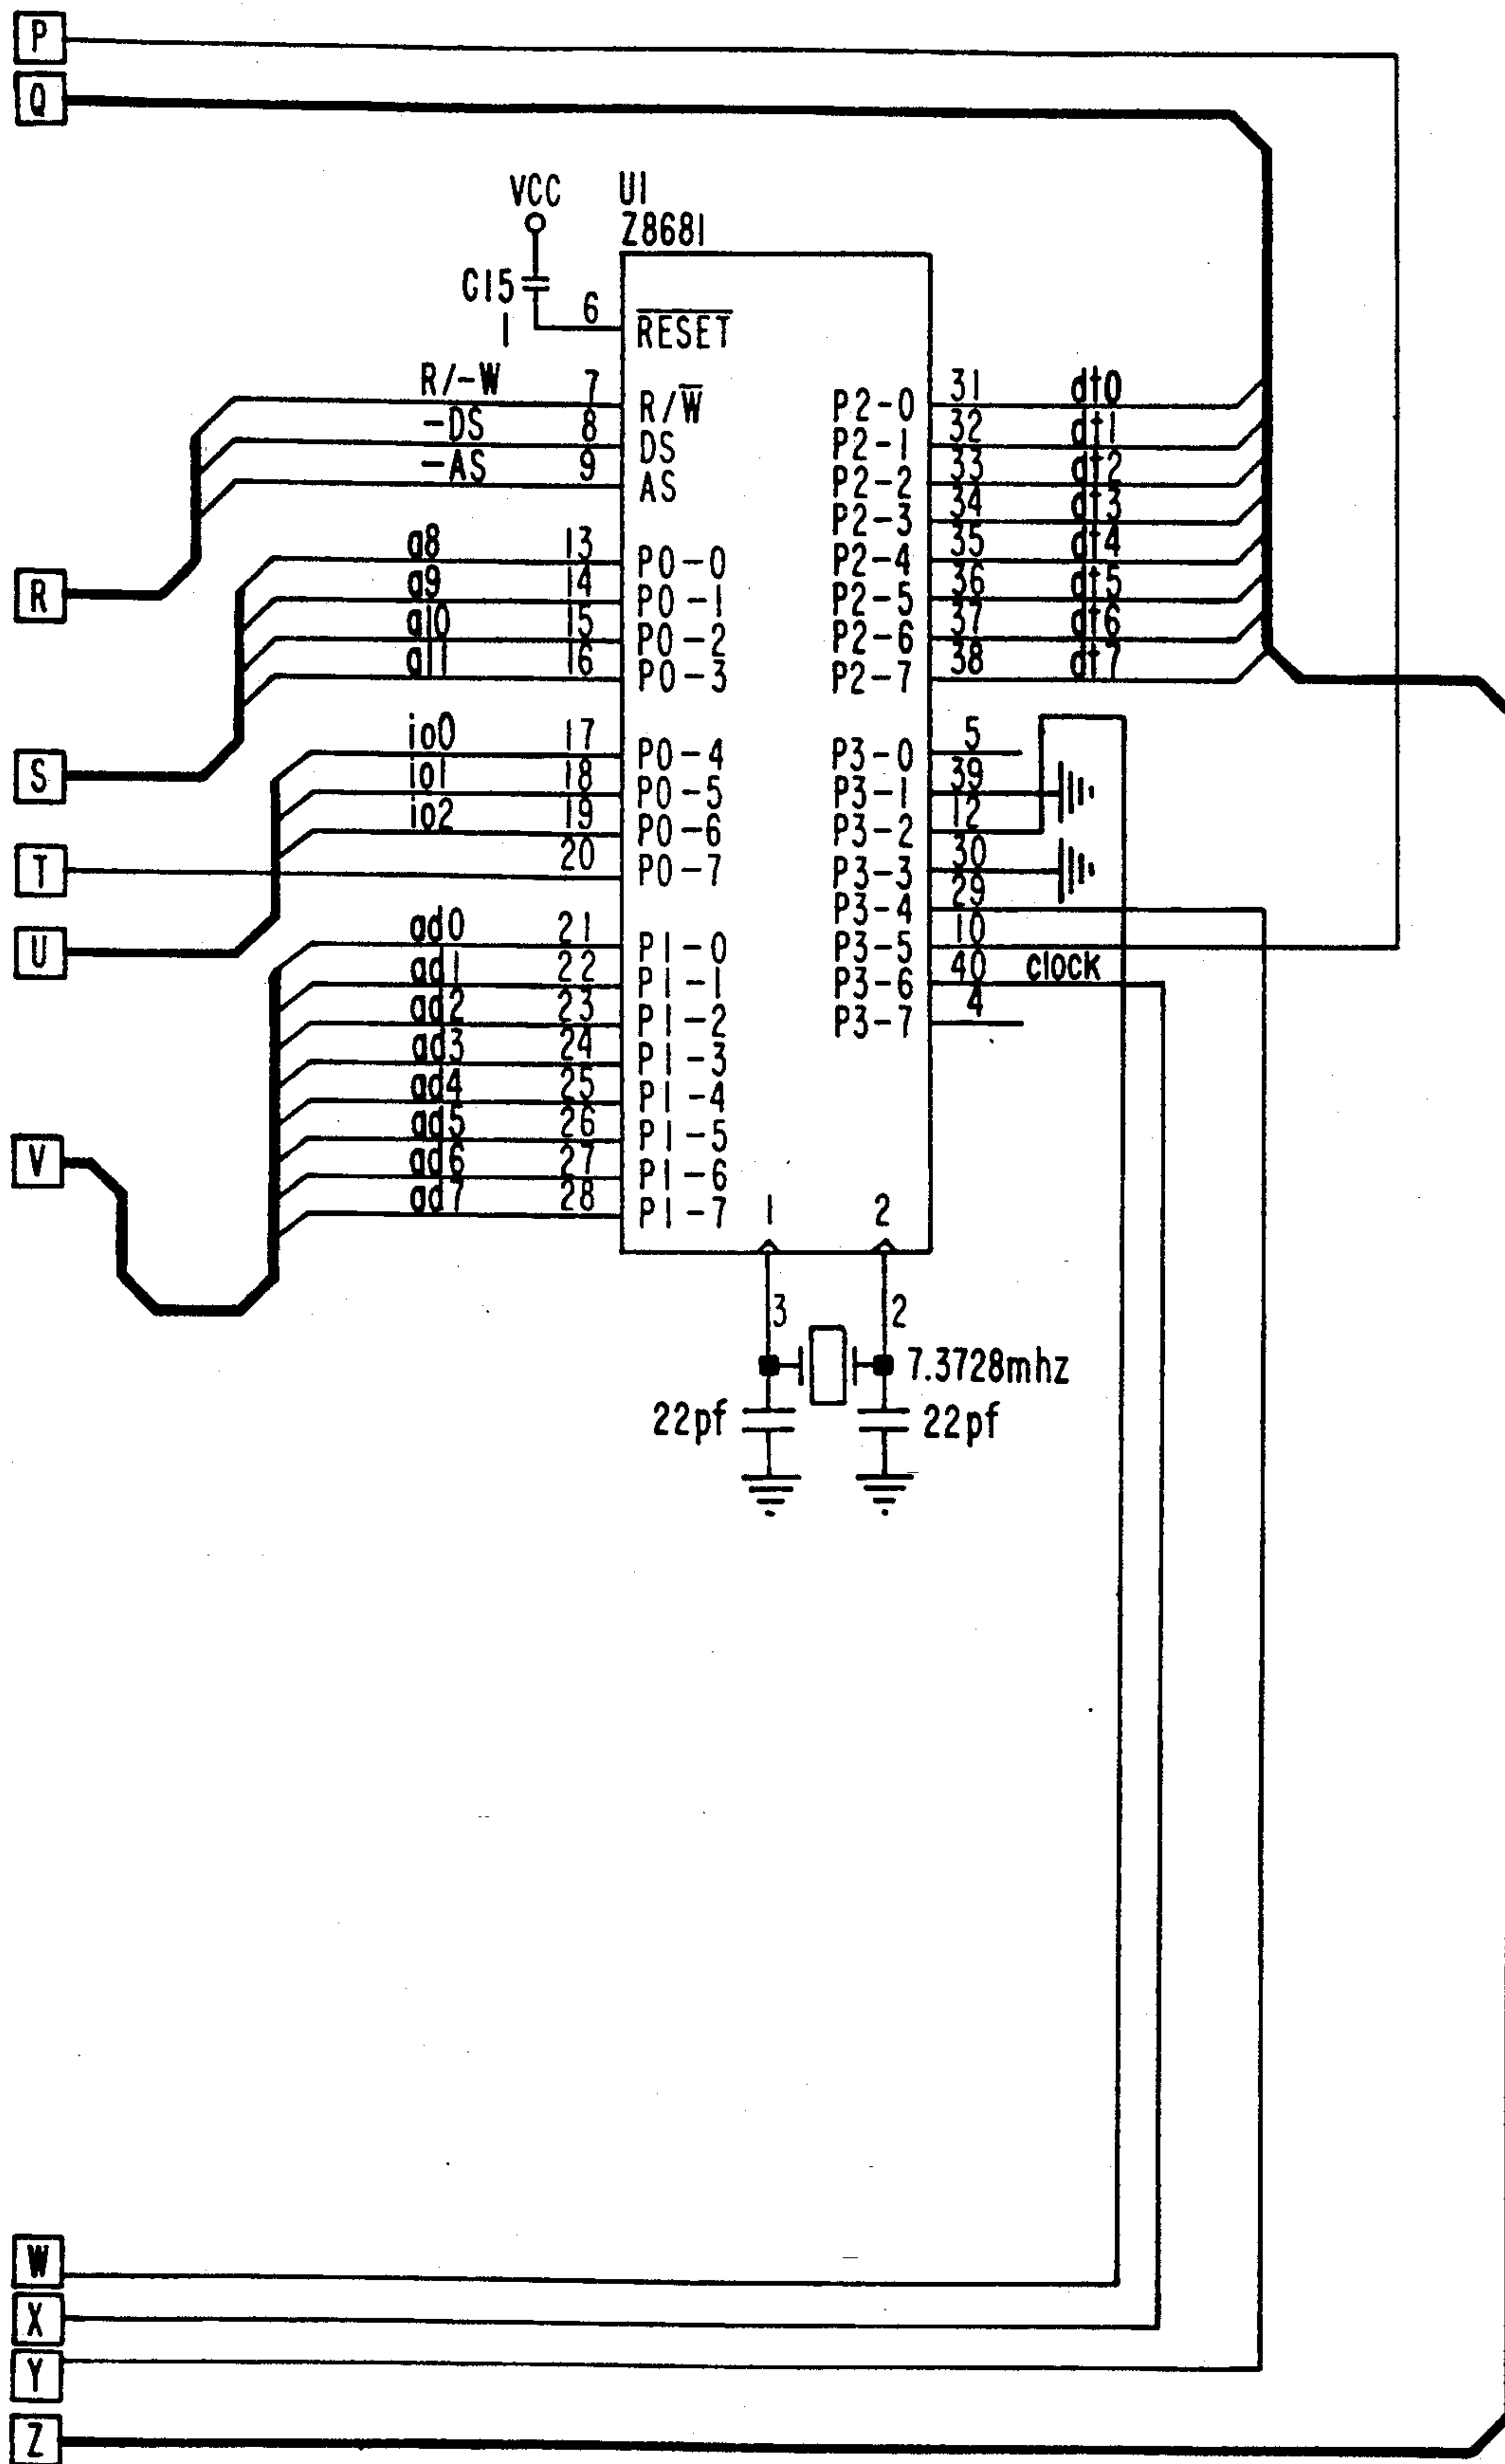 P
Q
VCC
U1
Z8681
C15
1
6
RESET
R/-W 7 R/W
-DS 8 DS
-AS 9 AS
P2-0 31 dt0
P2-1 32 dt1
P2-2 33 dt2
P2-3 34 dt3
P2-4 35 dt4
P2-5 36 dt5
P2-6 37 dt6
P2-7 38 dt7
a8 13 P0-0
a9 14 P0-1
a10 15 P0-2
a11 16 P0-3
R
S
io0 17 P0-4
io1 18 P0-5
io2 19 P0-6
20 P0-7
T
U
P3-0 5
P3-1 39
P3-2 12
P3-3 30
P3-4 29
P3-5 10
P3-6 40 clock
P3-7 4
ad0 21 P1-0
ad1 22 P1-1
ad2 23 P1-2
ad3 24 P1-3
ad4 25 P1-4
ad5 26 P1-5
ad6 27 P1-6
ad7 28 P1-7
V
1 2
3 2
7.3728mhz
22pf 22pf
W
X
Y
Z